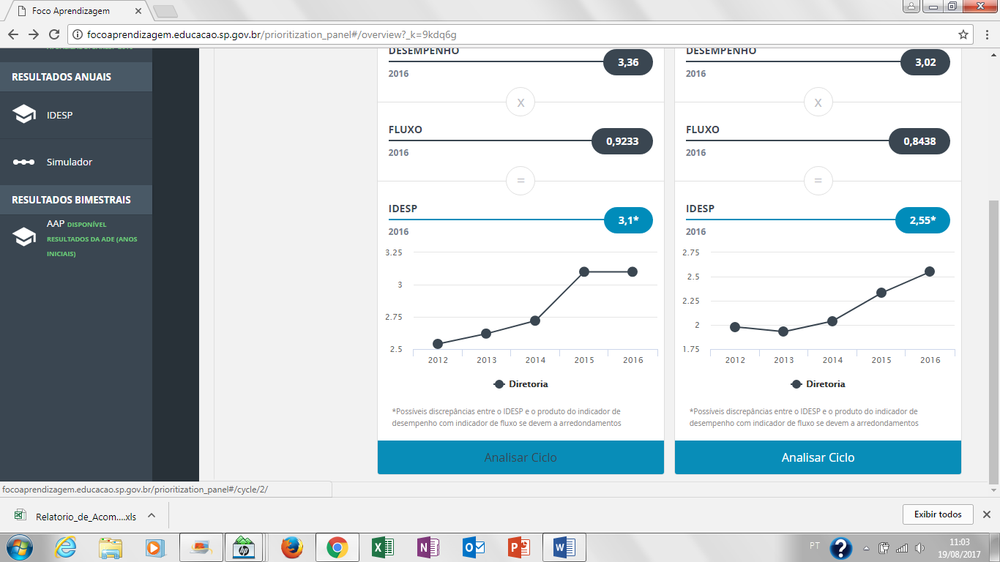 Foco Aprendizagem
focoaprendizagem.educacao.sp.gov.br/prioritization_panel#/overview?_k=9kdq6g
RESULTADOS ANUAIS
IDESP
Simulador
RESULTADOS BIMESTRAIS
AAP DISPONÍVEL
RESULTADOS DA ADE (ANOS
INICIAIS)
DESEMPENHO
3,36
2016
x
FLUXO
0,9233
2016
=
IDESP
3,1*
2016
3.25
3
2.75
2.5
2012 2013 2014 2015 2016
Diretoria
*Possíveis discrepâncias entre o IDESP e o produto do indicador de
desempenho com indicador de fluxo se devem a arredondamentos
Analisar Ciclo
DESEMPENHO
3,02
2016
x
FLUXO
0,8438
2016
=
IDESP
2,55*
2016
2.75
2.5
2.25
2
1.75
2012 2013 2014 2015 2016
Diretoria
*Possíveis discrepâncias entre o IDESP e o produto do indicador de
desempenho com indicador de fluxo se devem a arredondamentos
Analisar Ciclo
focoaprendizagem.educacao.sp.gov.br/prioritization_panel#/cycle/2/
Relatorio_de_Acom....xls
Exibir todos
hp
PT
11:03
19/08/2017